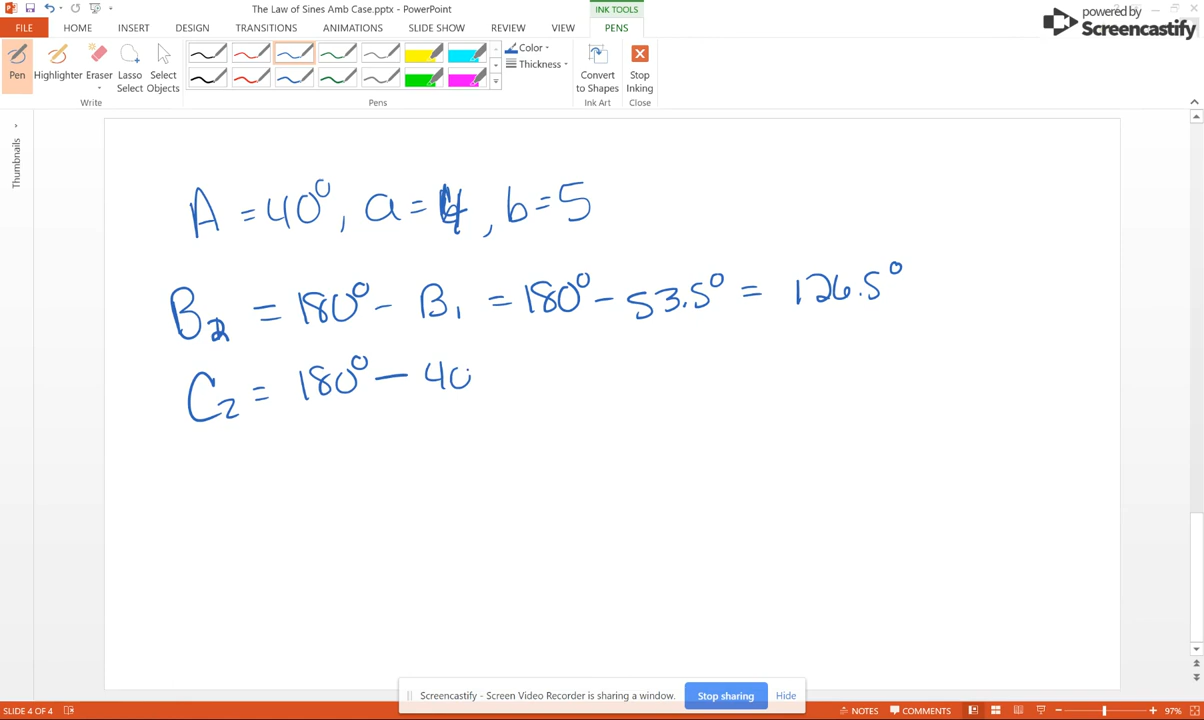 The Law of Sines Amb Case.pptx - PowerPoint
INK TOOLS
FILE HOME INSERT DESIGN TRANSITIONS ANIMATIONS SLIDE SHOW REVIEW VIEW PENS
powered by
Screencastify
Pen Highlighter Eraser Lasso Select Select Objects
Color
Thickness
Convert to Shapes
Stop Inking
Write Pens Ink Art Close
Thumbnails
A = 40°, a = 4, b = 5
B₂ = 180° - B₁ = 180° - 53.5° = 126.5°
C₂ = 180° - 40
Screencastify - Screen Video Recorder is sharing a window. Stop sharing Hide
SLIDE 4 OF 4 NOTES COMMENTS 97%